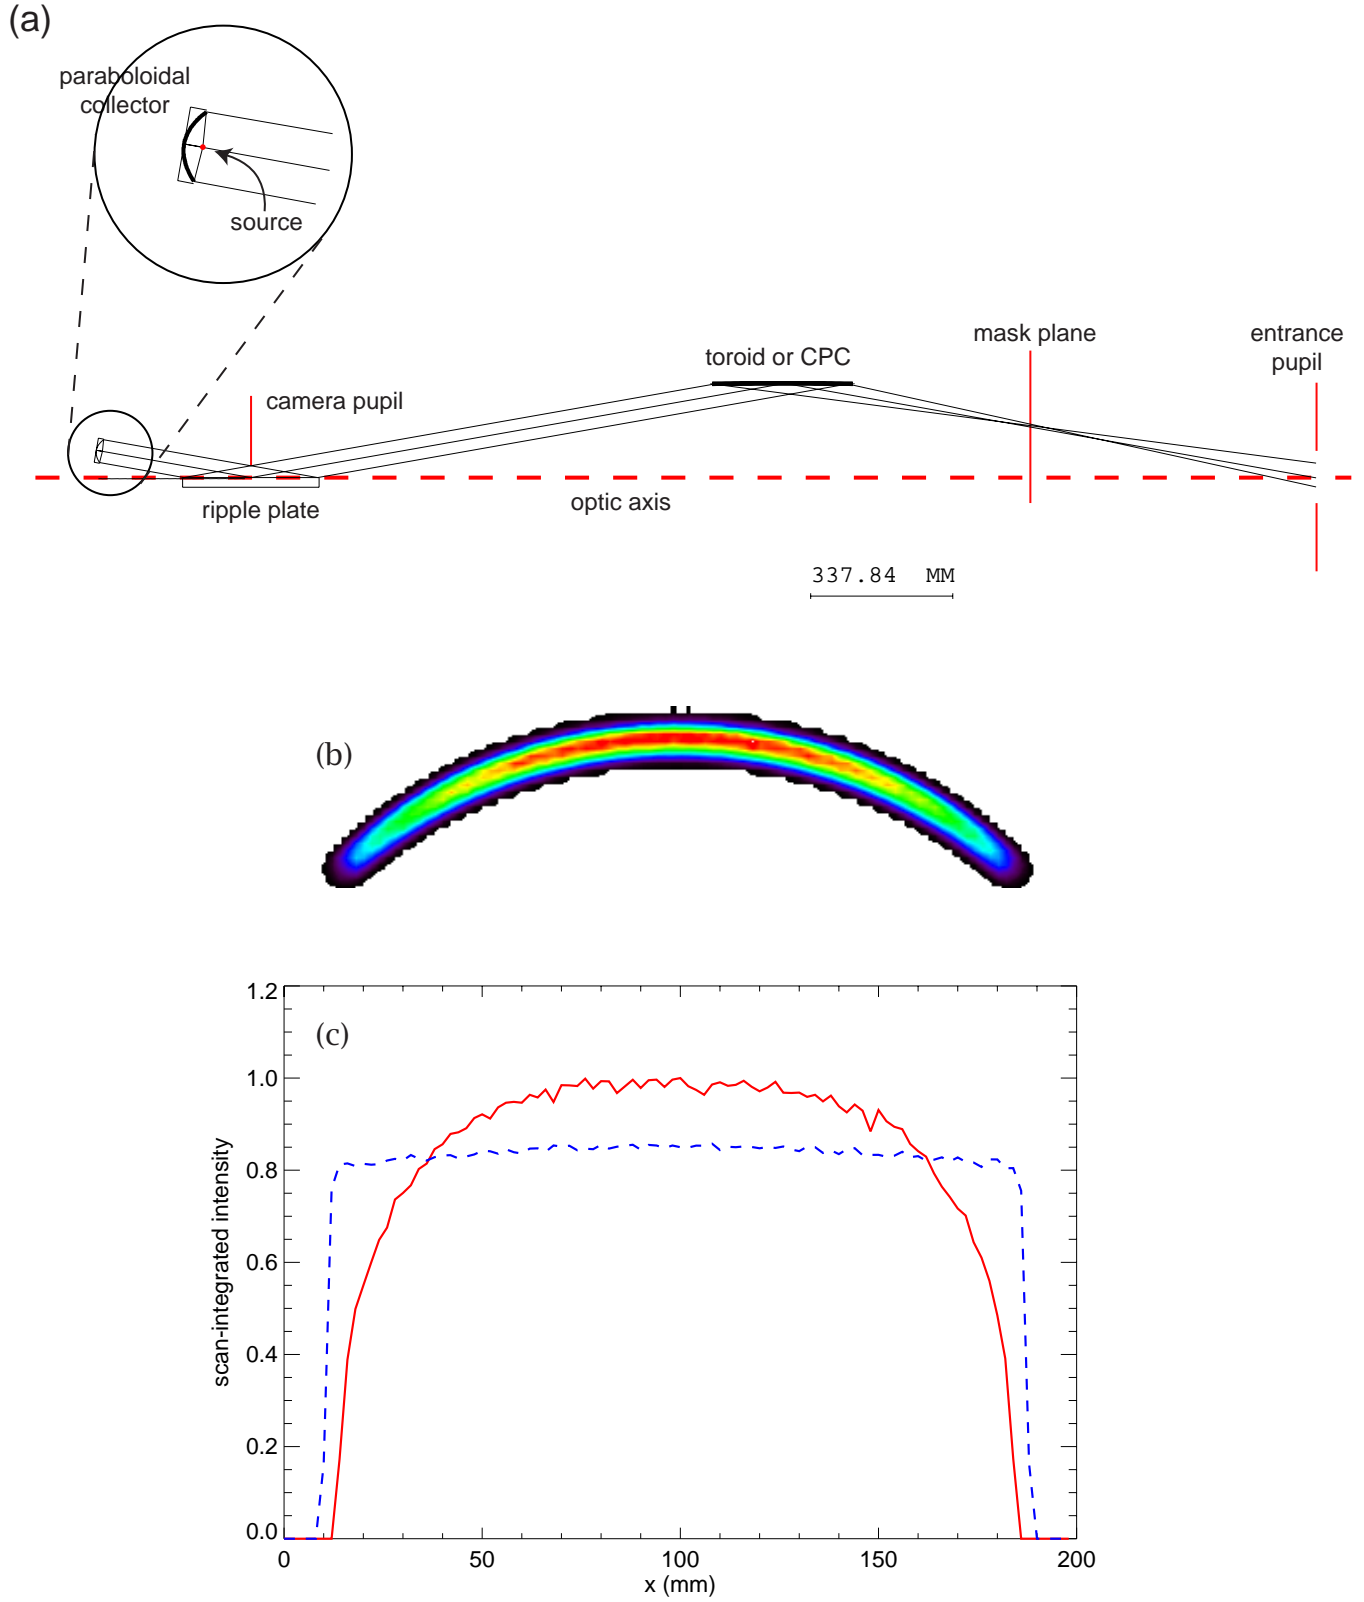 (a)
paraboloidal
collector
source
camera pupil
toroid or CPC
mask plane
entrance
pupil
ripple plate
optic axis
337.84 MM
(b)
(c)
1.2
1.0
0.8
0.6
0.4
0.2
0.0
scan-integrated intensity
0
50
100
150
200
x (mm)